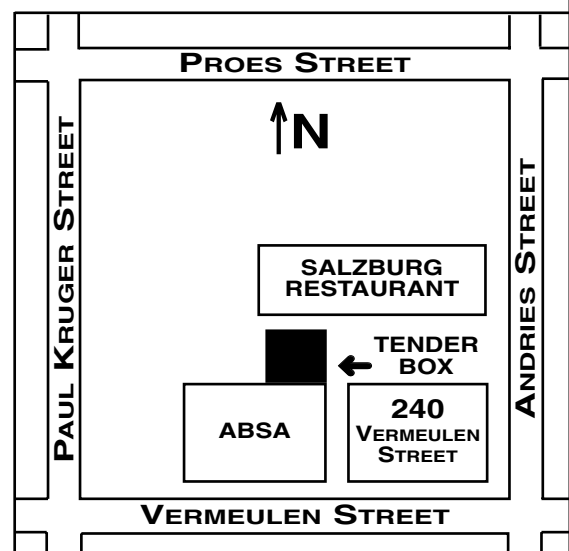 PROES STREET
N
PAUL KRUGER STREET
ANDRIES STREET
SALZBURG
RESTAURANT
TENDER
BOX
ABSA
240
VERMEULEN
STREET
VERMEULEN STREET